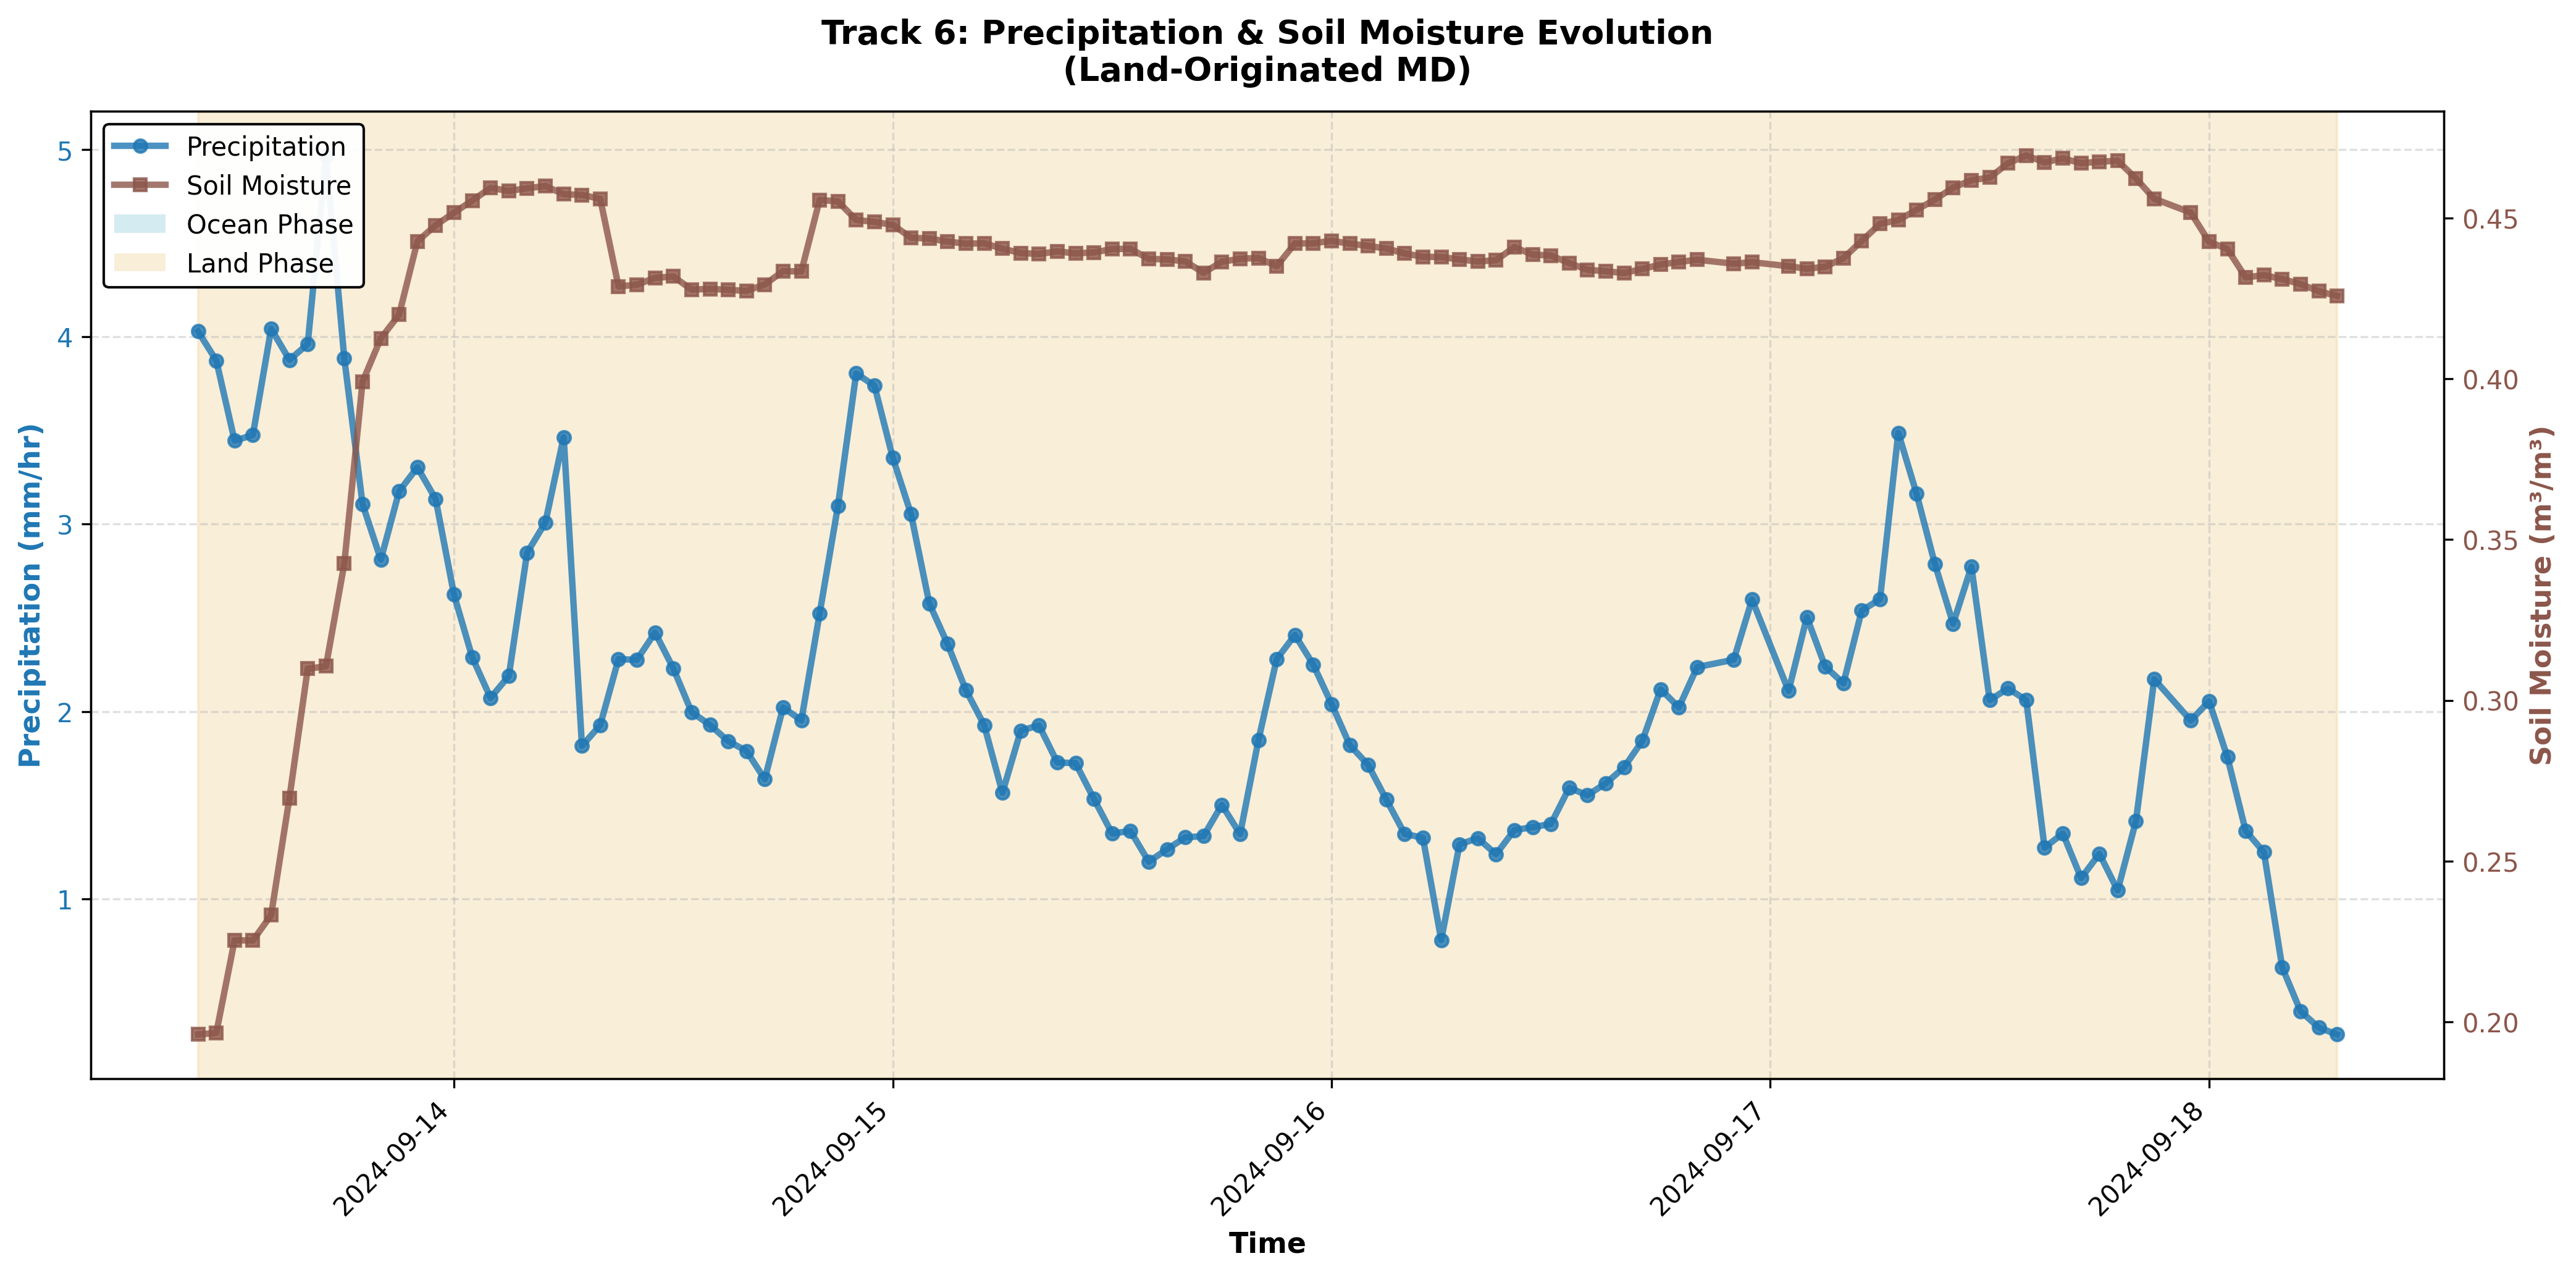 Track 6: Precipitation & Soil Moisture Evolution
(Land-Originated MD)
Precipitation
Soil Moisture
Ocean Phase
Land Phase
5
4
3
2
1
Precipitation (mm/hr)
0.45
0.40
0.35
0.30
0.25
0.20
Soil Moisture (m³/m³)
2024-09-14
2024-09-15
2024-09-16
2024-09-17
2024-09-18
Time